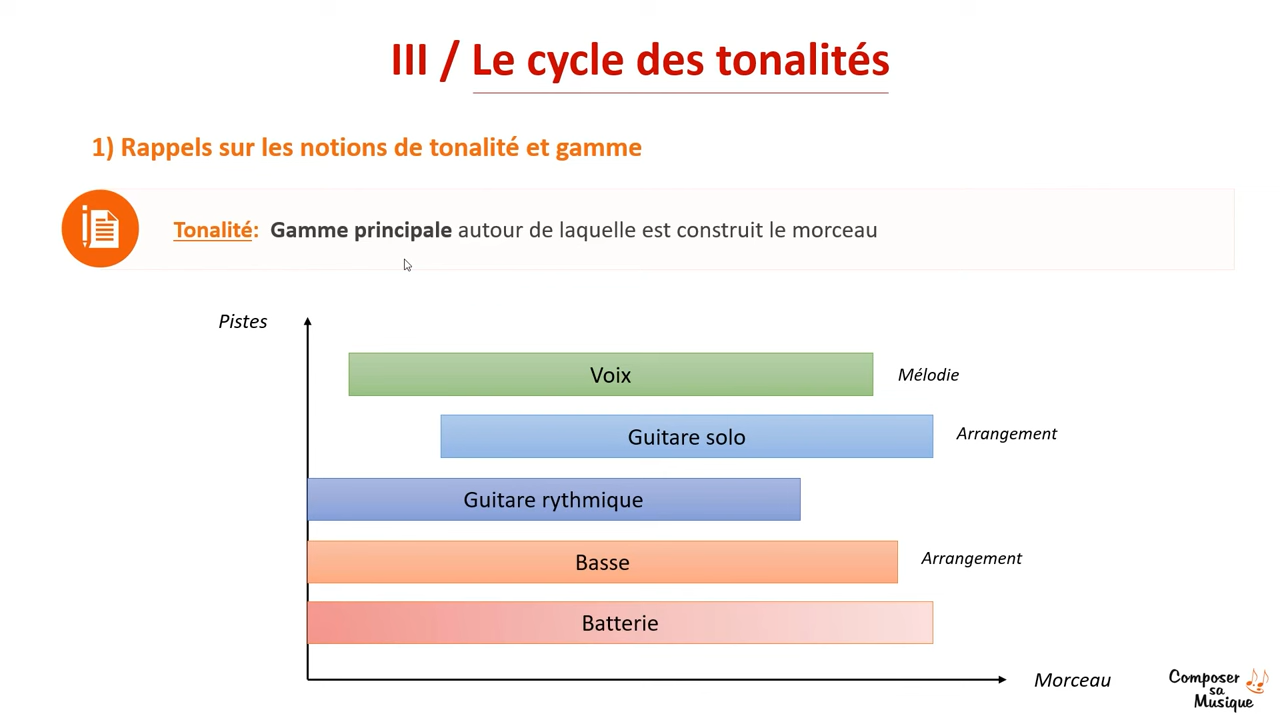 III / Le cycle des tonalités
1) Rappels sur les notions de tonalité et gamme
Tonalité: Gamme principale autour de laquelle est construit le morceau
Pistes
Voix
Mélodie
Guitare solo
Arrangement
Guitare rythmique
Basse
Arrangement
Batterie
Morceau
Composer
sa
Musique